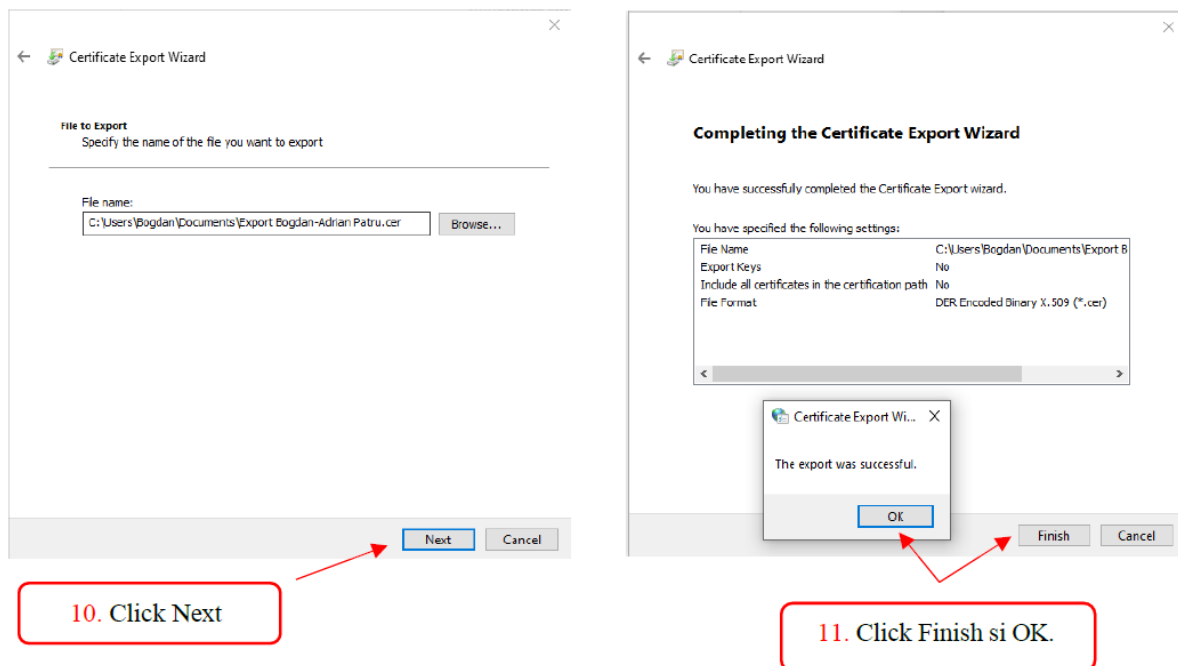 Certificate Export Wizard
File to Export
Specify the name of the file you want to export
File name:
C:\Users\Bogdan\Documents\Export Bogdan-Adrian Patru.cer
Browse...
Next
Cancel
10. Click Next
Certificate Export Wizard
Completing the Certificate Export Wizard
You have successfully completed the Certificate Export wizard.
You have specified the following settings:
File Name C:\Users\Bogdan\Documents\Export B
Export Keys No
Include all certificates in the certification path No
File Format DER Encoded Binary X.509 (*.cer)
Certificate Export Wi...
The export was successful.
OK
Finish
Cancel
11. Click Finish si OK.